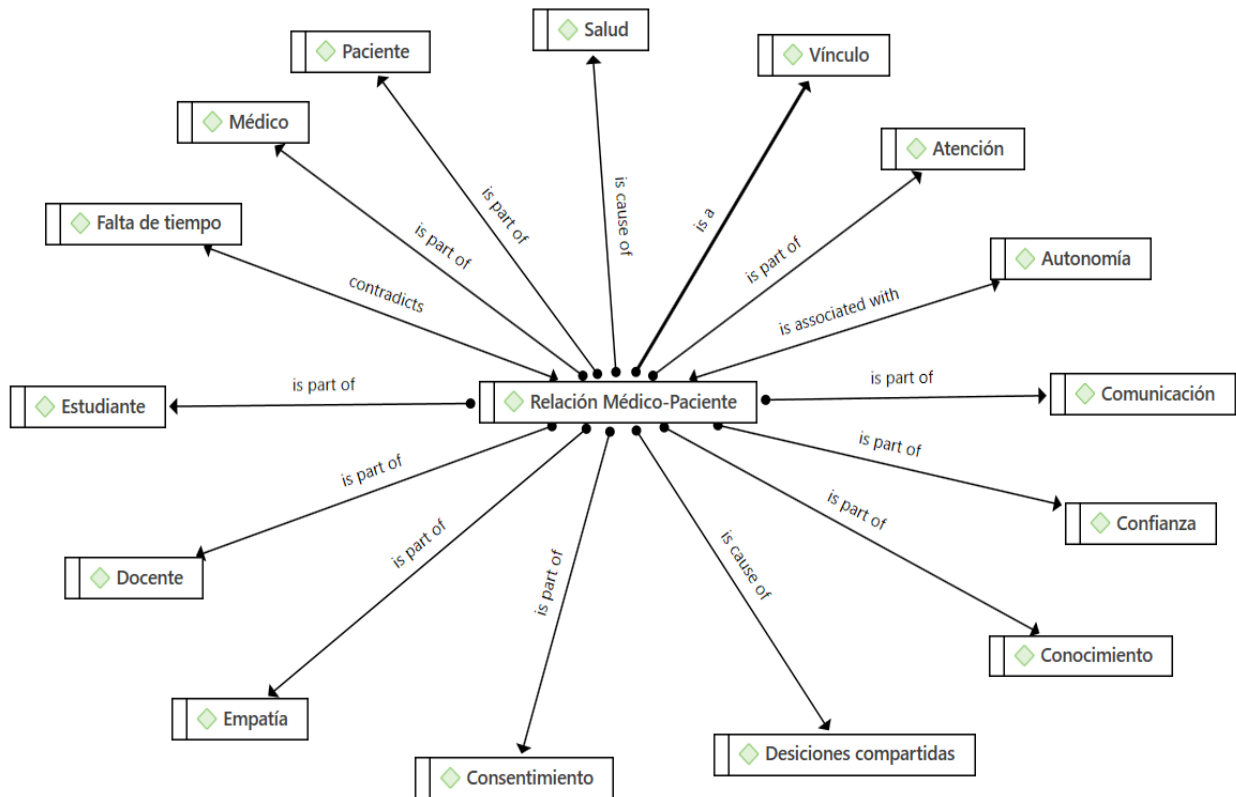 Salud
Vínculo
Paciente
Médico
Atención
Falta de tiempo
Autonomía
is part of
is part of
is cause of
is a
is part of
contradicts
is associated with
Estudiante
is part of
Relación Médico-Paciente
is part of
Comunicación
is part of
is part of
is part of
is part of
is part of
is cause of
Confianza
Docente
Conocimiento
Empatía
Desiciones compartidas
Consentimiento